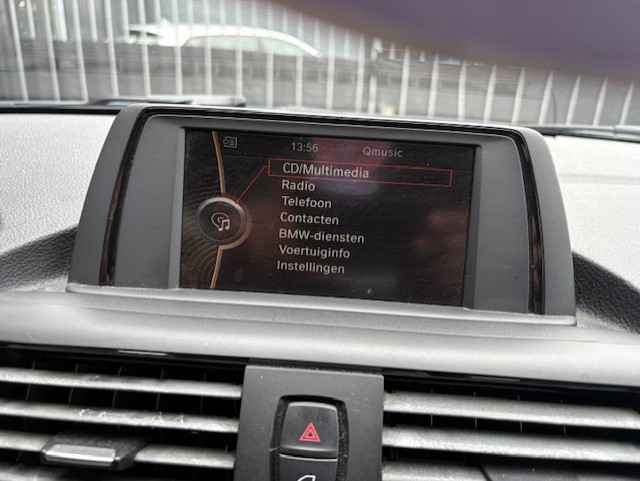 13:56 Qmusic
CD/Multimedia
Radio
Telefoon
Contacten
BMW-diensten
Voertuiginfo
Instellingen